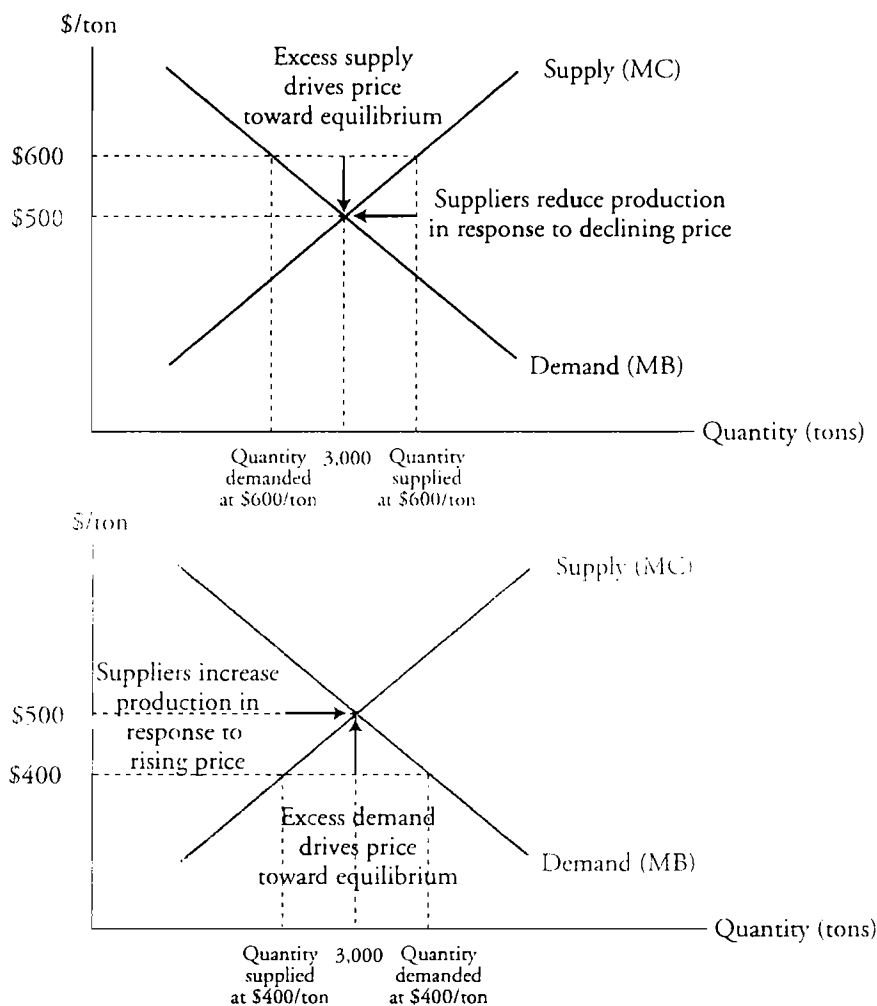 $/ton
Excess supply
drives price
toward equilibrium
Supply (MC)
$600
$500
Suppliers reduce production
in response to declining price
Demand (MB)
Quantity (tons)
Quantity
demanded
at $600/ton
3,000
Quantity
supplied
at $600/ton
$/ton
Supply (MC)
Suppliers increase
production in
response to
rising price
$500
$400
Excess demand
drives price
toward equilibrium
Demand (MB)
Quantity (tons)
Quantity
supplied
at $400/ton
3,000
Quantity
demanded
at $400/ton